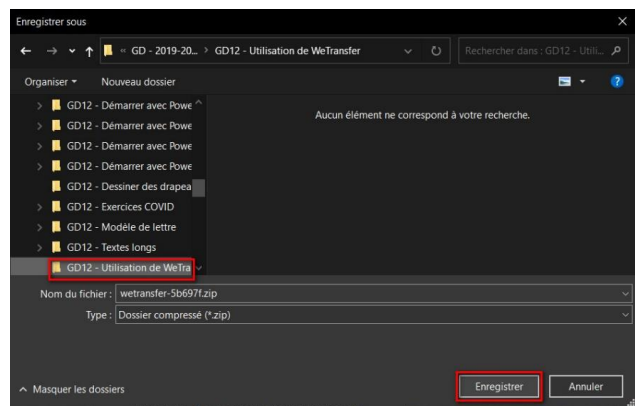 Enregistrer sous
« GD - 2019-20... > GD12 - Utilisation de WeTransfer
Rechercher dans : GD12 - Utili...
Organiser
Nouveau dossier
GD12 - Démarrer avec Powe
GD12 - Démarrer avec Powe
GD12 - Démarrer avec Powe
GD12 - Démarrer avec Powe
GD12 - Dessiner des drapea
GD12 - Exercices COVID
GD12 - Modèle de lettre
GD12 - Textes longs
GD12 - Utilisation de WeTra
Aucun élément ne correspond à votre recherche.
Nom du fichier : wetransfer-5b697f.zip
Type : Dossier compressé (*.zip)
Masquer les dossiers
Enregistrer
Annuler